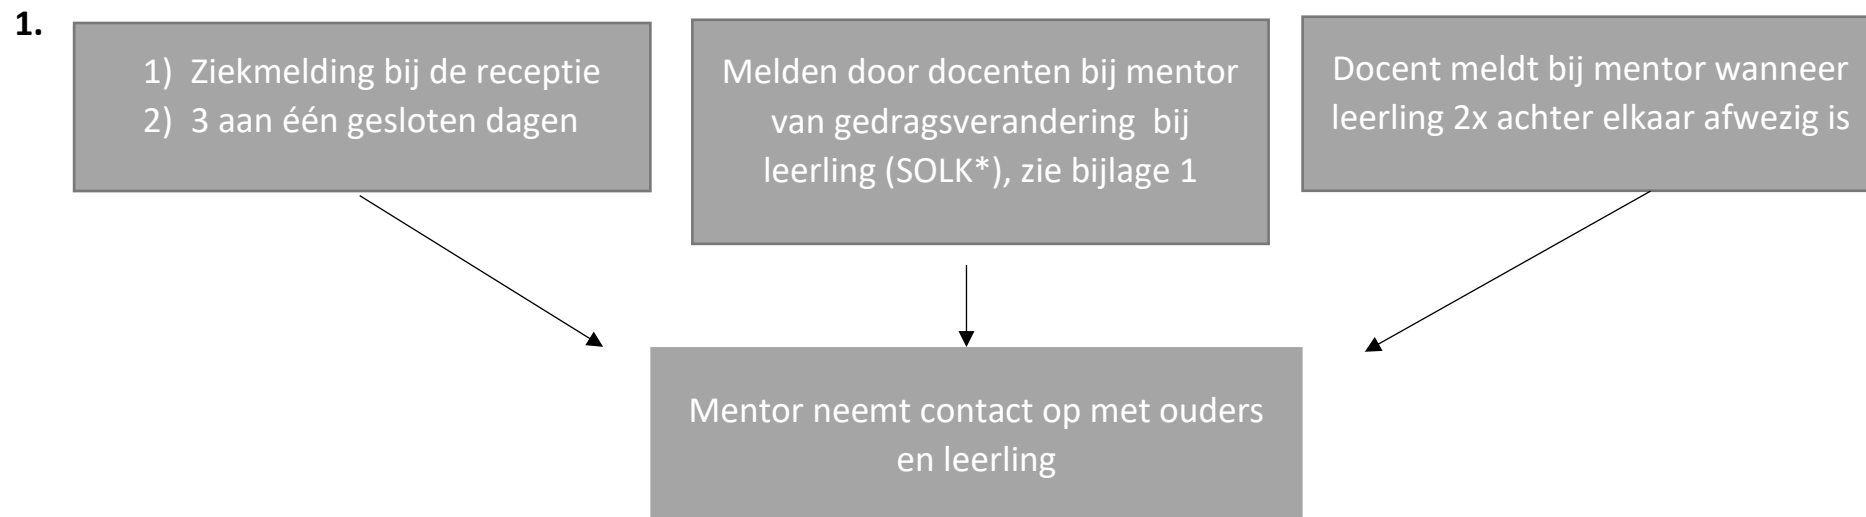 1.
1) Ziekmelding bij de receptie
2) 3 aan één gesloten dagen
Melden door docenten bij mentor
van gedragsverandering bij
leerling (SOLK*), zie bijlage 1
Docent meldt bij mentor wanneer
leerling 2x achter elkaar afwezig is
Mentor neemt contact op met ouders
en leerling